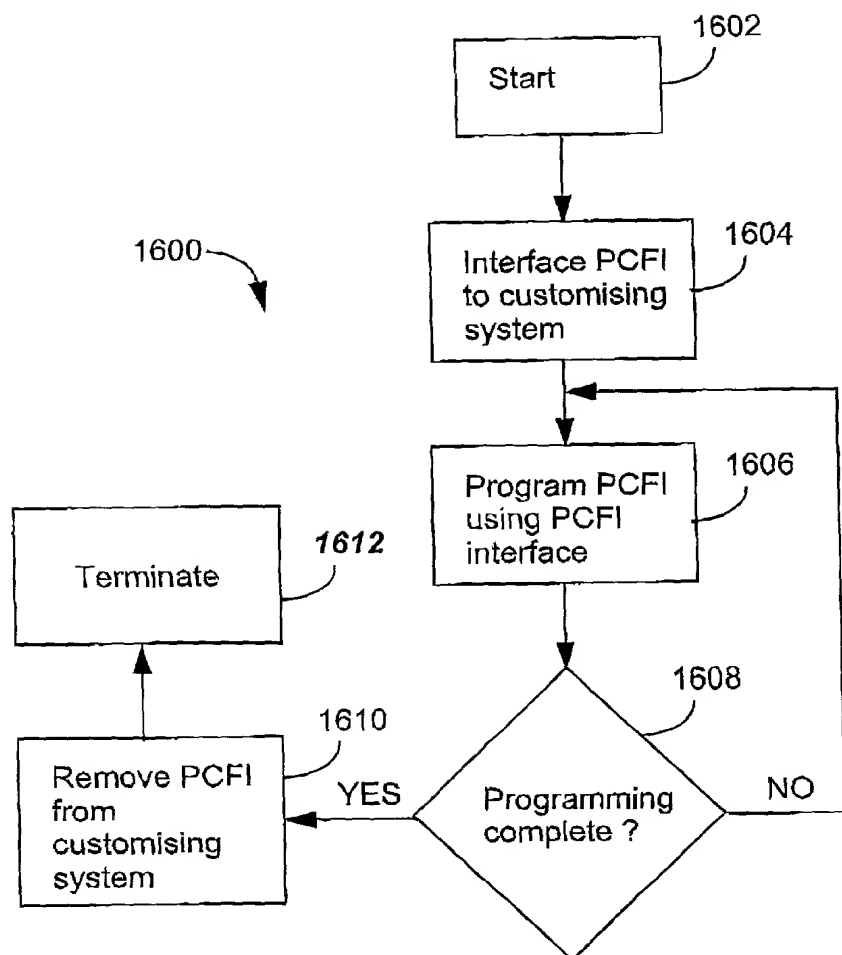 1602
Start
1604
1600
Interface PCFI
to customising
system
1606
Program PCFI
using PCFI
interface
1612
Terminate
1608
1610
Remove PCFI
from
customising
system
YES
Programming
complete ?
NO